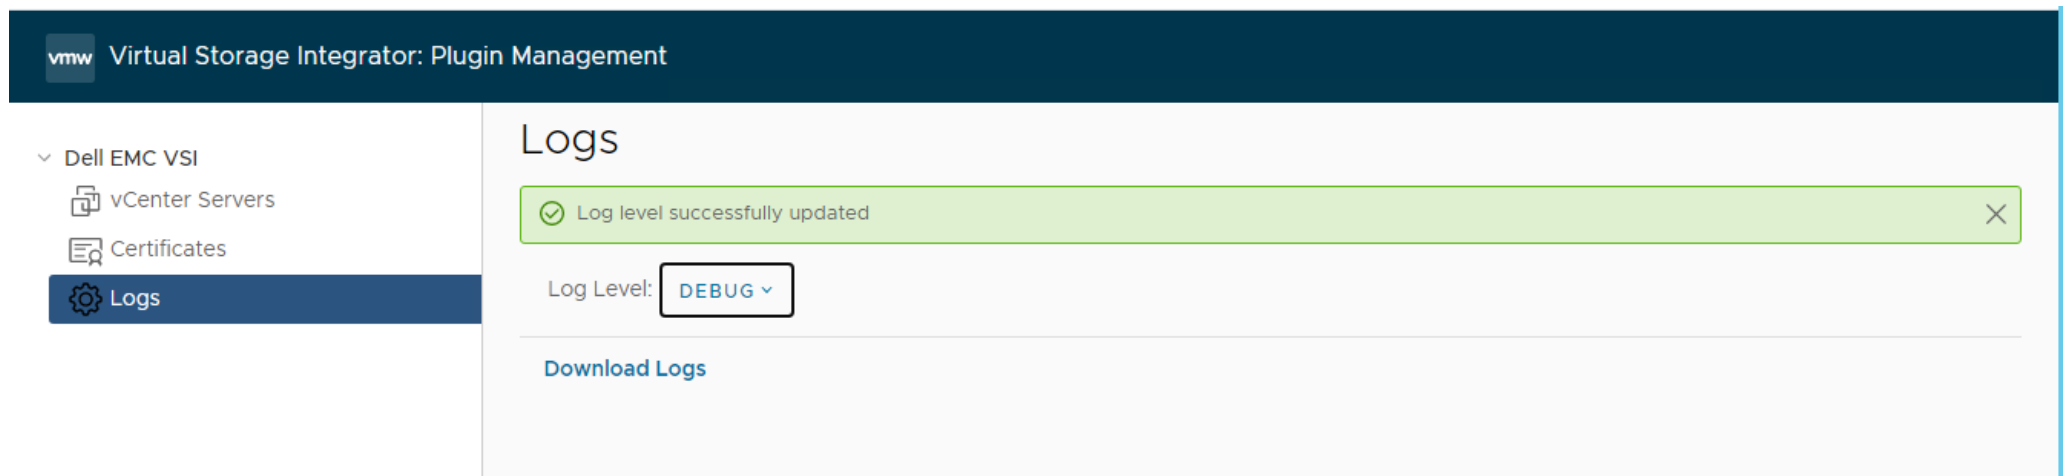 vmw Virtual Storage Integrator: Plugin Management
Dell EMC VSI
vCenter Servers
Certificates
Logs
Logs
Log level successfully updated
Log Level: DEBUG
Download Logs